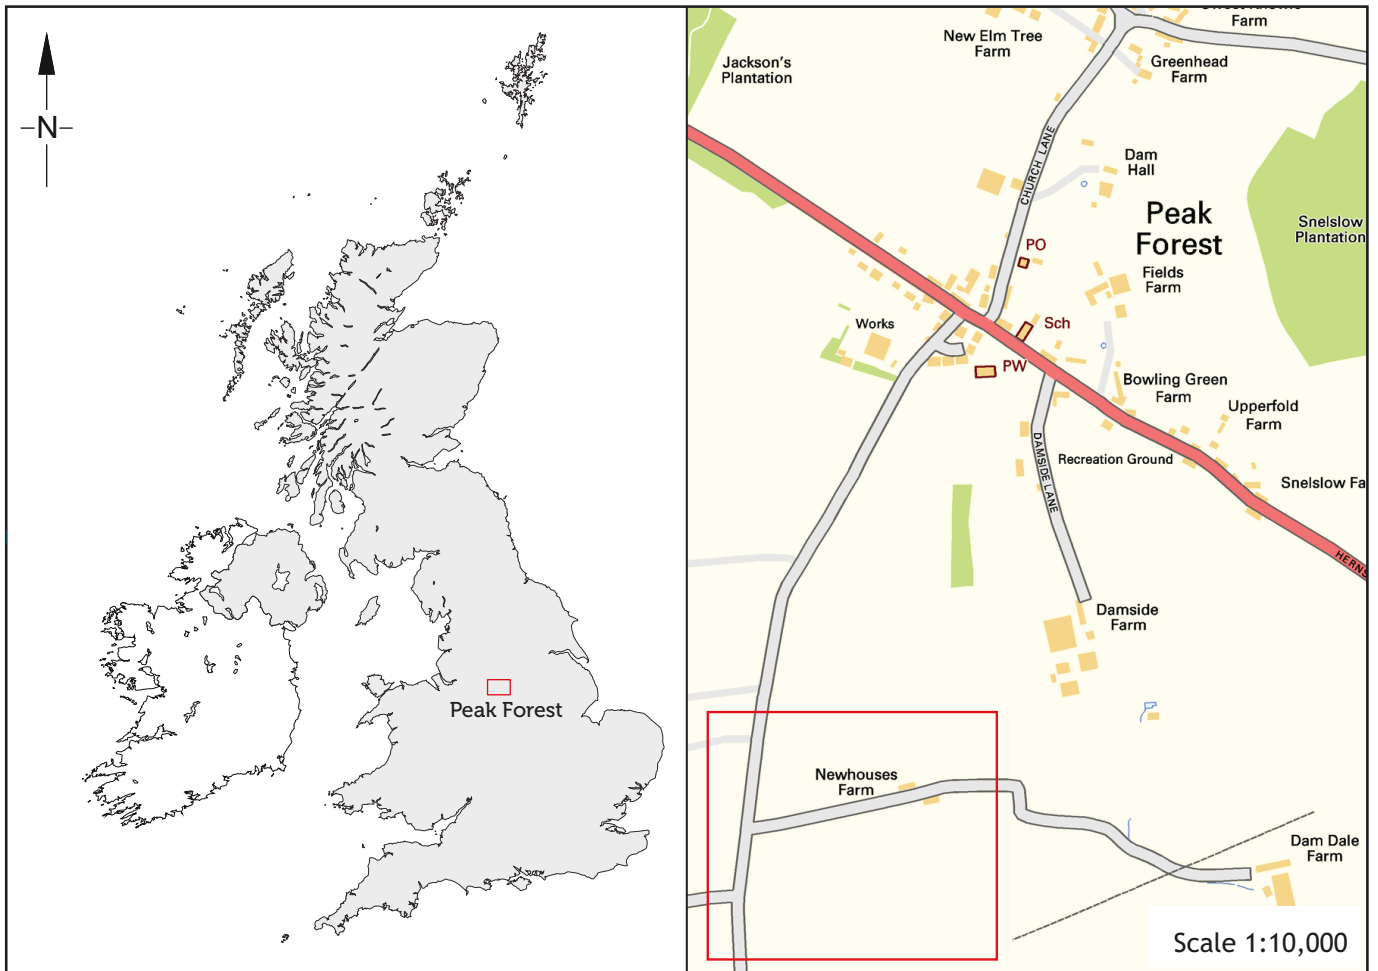 N
Peak Forest
Farm
New Elm Tree
Farm
Jackson's
Plantation
Greenhead
Farm
CHURCH LANE
Dam
Hall
Peak
Forest
Snelslow
Plantation
PO
Fields
Farm
Works
Sch
PW
Bowling Green
Farm
Upperfold
Farm
DAMSIDE LANE
Recreation Ground
Snelslow Fa
HERNS
Damside
Farm
Newhouses
Farm
Dam Dale
Farm
Scale 1:10,000